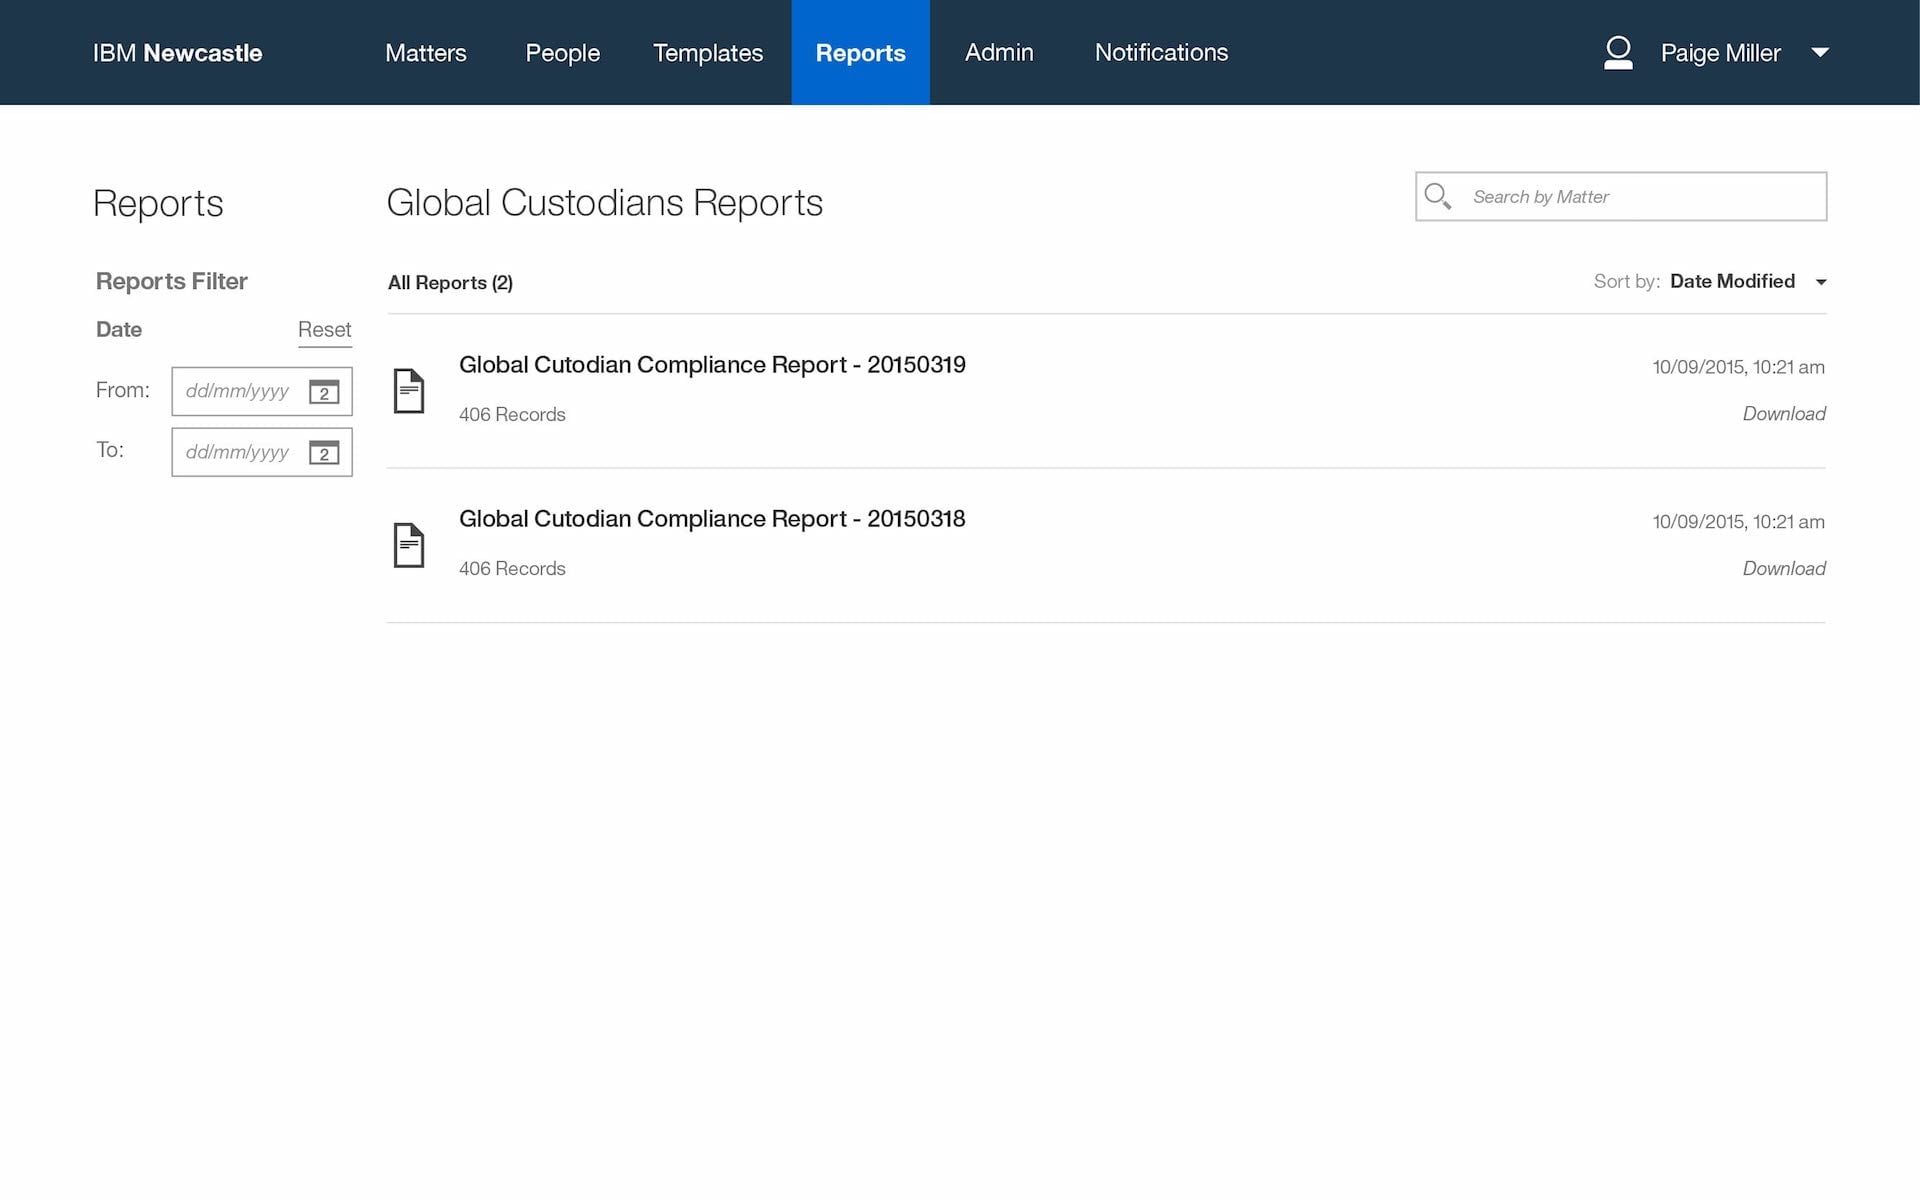 IBM Newcastle Matters People Templates Reports Admin Notifications Paige Miller
Reports
Reports Filter
Date Reset
From: dd/mm/yyyy 2
To: dd/mm/yyyy 2
Global Custodians Reports
Search by Matter
All Reports (2)
Sort by: Date Modified
Global Cutodian Compliance Report - 20150319
10/09/2015, 10:21 am
406 Records
Download
Global Cutodian Compliance Report - 20150318
10/09/2015, 10:21 am
406 Records
Download